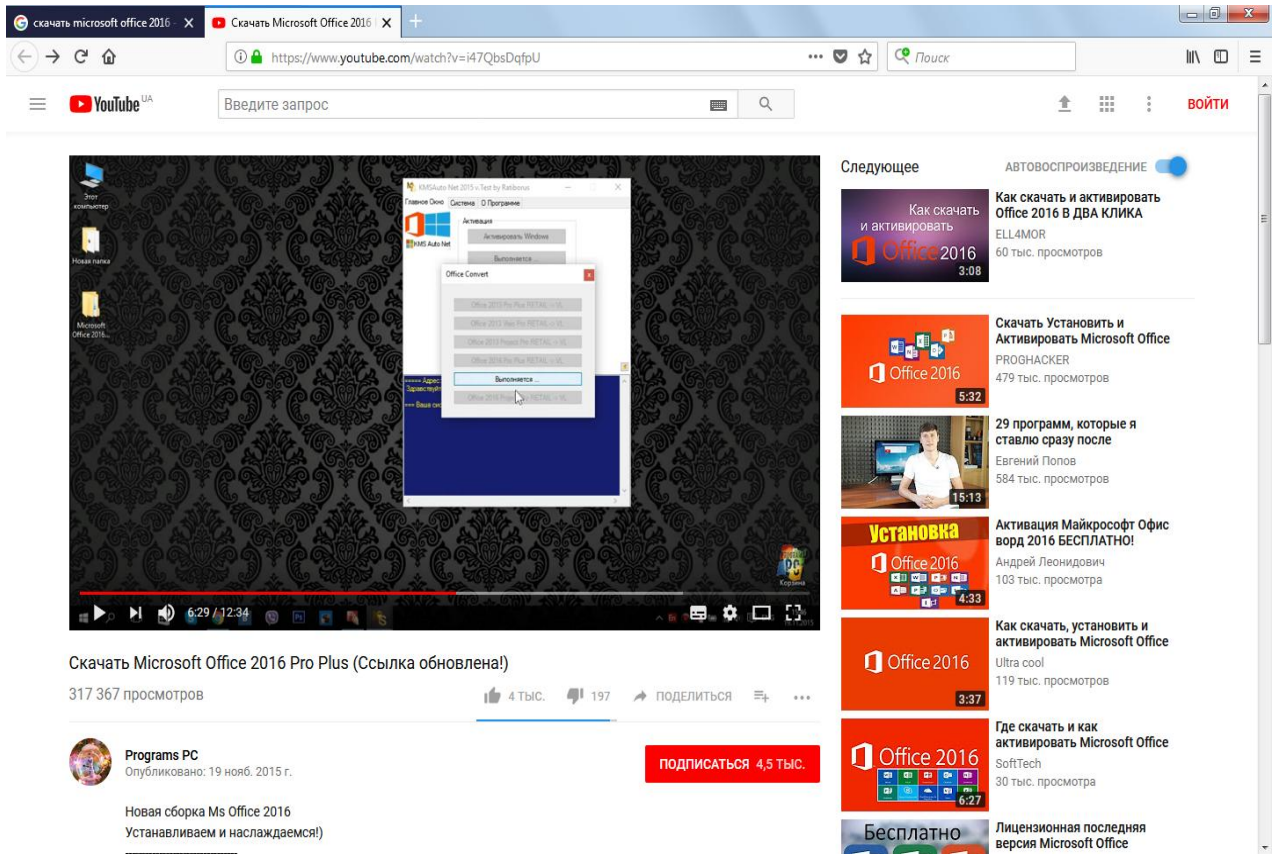 скачать microsoft office 2016 -
Скачать Microsoft Office 2016
https://www.youtube.com/watch?v=i47QbsDqfpU
Поиск
YouTube UA
Введите запрос
ВОЙТИ
Этот компьютер
Новая папка
Microsoft Office 2016...
KMSAuto Net 2015 v.Test by Ratiborus
Главное Окно Система О Программе
Активация
KMS Auto Net
Активировать Windows
Выполняется ...
Office Convert
Выполняется ...
Корзина
6:29 / 12:34
Скачать Microsoft Office 2016 Pro Plus (Ссылка обновлена!)
317 367 просмотров
4 ТЫС.
197
ПОДЕЛИТЬСЯ
Programs PC
Опубликовано: 19 нояб. 2015 г.
ПОДПИСАТЬСЯ 4,5 ТЫС.
Новая сборка Ms Office 2016
Устанавливаем и наслаждаемся!)
Следующее
АВТОВОСПРОИЗВЕДЕНИЕ
Как скачать
и активировать
Office 2016
3:08
Как скачать и активировать
Office 2016 В ДВА КЛИКА
ELL4MOR
60 тыс. просмотров
Office 2016
5:32
Скачать Установить и
Активировать Microsoft Office
PROGHACKER
479 тыс. просмотров
15:13
29 программ, которые я
ставлю сразу после
Евгений Попов
584 тыс. просмотров
Установка
Office 2016
4:33
Активация Майкрософт Офис
ворд 2016 БЕСПЛАТНО!
Андрей Леонидович
103 тыс. просмотра
Office 2016
3:37
Как скачать, установить и
активировать Microsoft Office
Ultra cool
119 тыс. просмотров
Office 2016
6:27
Где скачать и как
активировать Microsoft Office
SoftTech
30 тыс. просмотра
Бесплатно
Лицензионная последняя
версия Microsoft Office